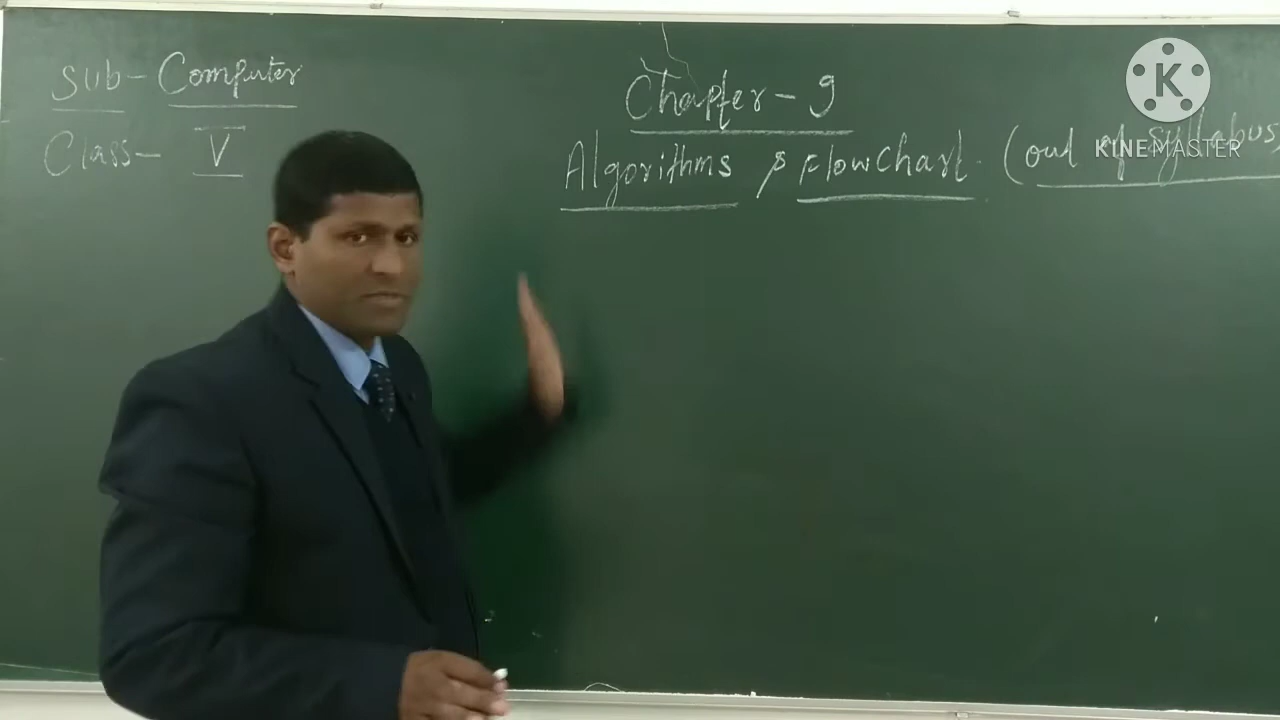 Sub- Computer
Class- V
Chapter-9
Algorithms & Flowchart. (out of syllabus)
K
KINEMASTER